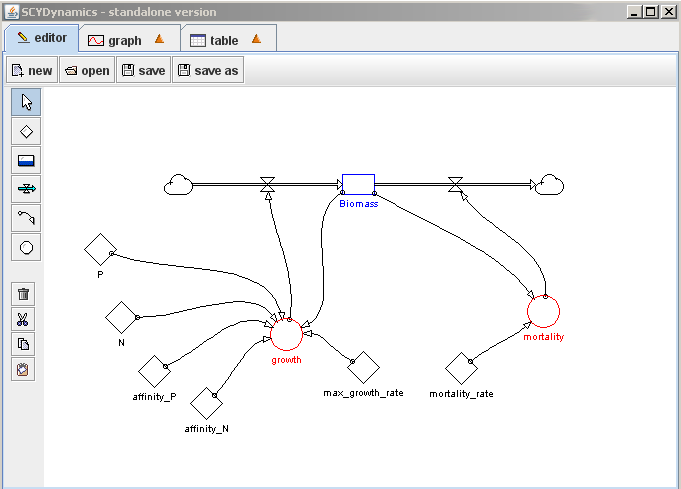 SCYDynamics - standalone version
editor
graph
table
new
open
save
save as
Biomass
P
N
growth
mortality
affinity_P
max_growth_rate
mortality_rate
affinity_N